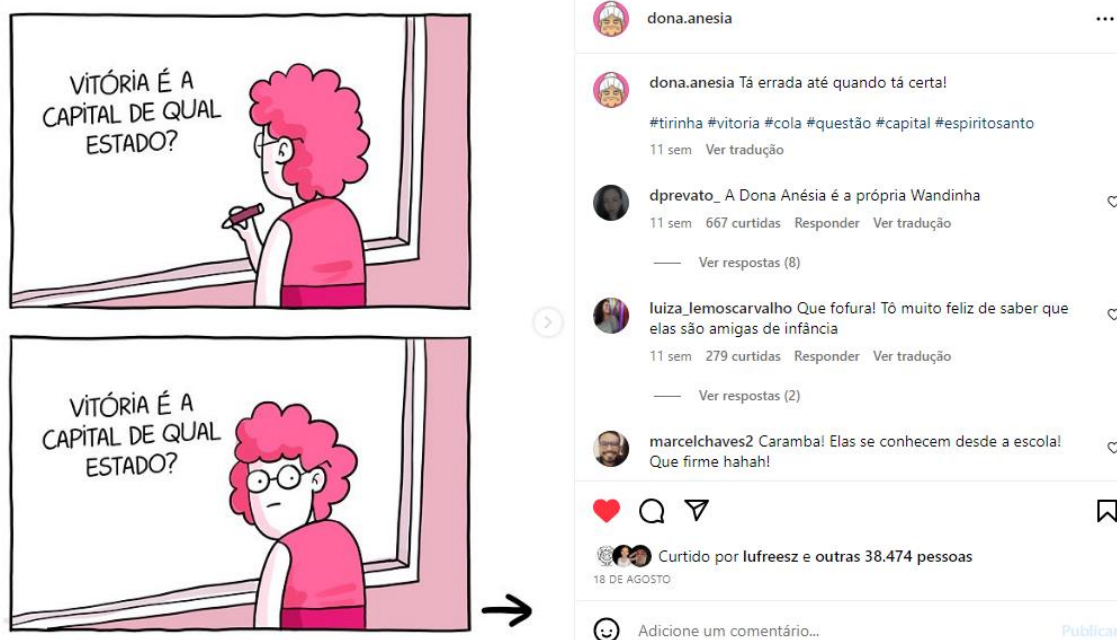 VITÓRIA É A
CAPITAL DE QUAL
ESTADO?
VITÓRIA É A
CAPITAL DE QUAL
ESTADO?
dona.anesia
dona.anesia Tá errada até quando tá certa!
#tirinha #vitoria #cola #questão #capital #espiritosanto
11 sem Ver tradução
dprevato_ A Dona Anésia é a própria Wandinha
11 sem 667 curtidas Responder Ver tradução
Ver respostas (8)
luiza_lemoscarvalho Que fofura! Tô muito feliz de saber que
elas são amigas de infância
11 sem 279 curtidas Responder Ver tradução
Ver respostas (2)
marcelchaves2 Caramba! Elas se conhecem desde a escola!
Que firme hahah!
Curtido por lufreesz e outras 38.474 pessoas
18 DE AGOSTO
Adicione um comentário...
Publicar